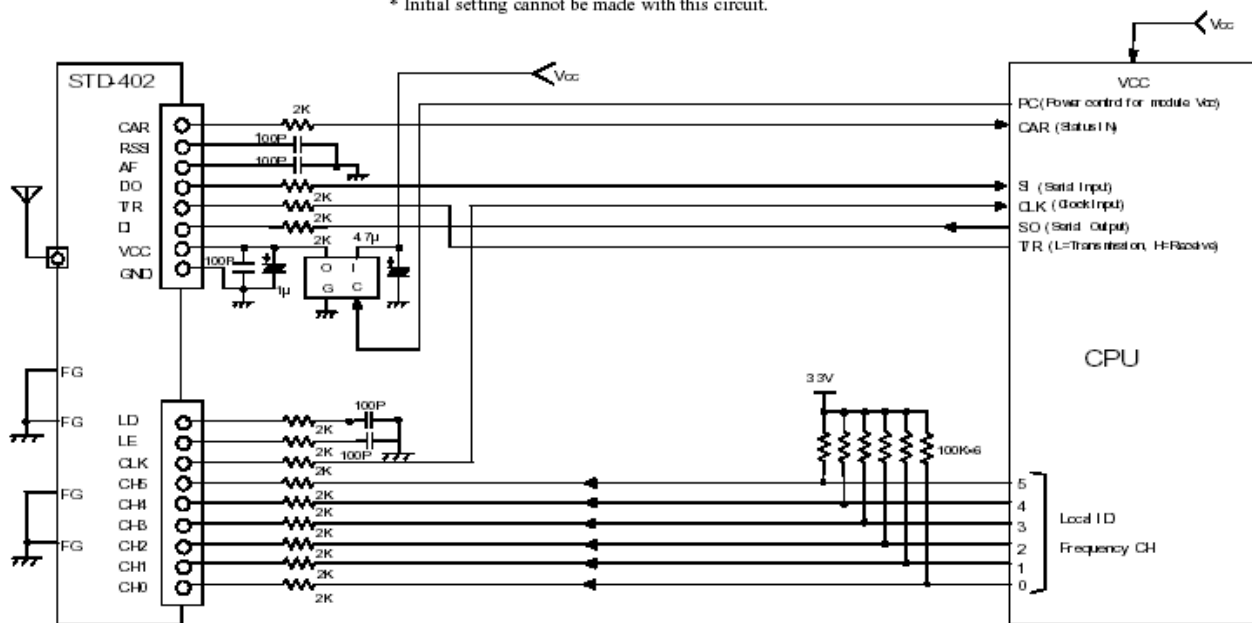 * Initial setting cannot be made with this circuit.
Vcc
STD-402
Vcc
VCC
2K
PC (Power control for module Vcc)
CAR
CAR (Status IN)
100P
RSSI
100P
AF
DO
SI (Serial Input)
2K
T/R
CLK (Clock Input)
2K
DI
SO (Serial Output)
2K
4.7μ
T/R (L=Transmission, H=Receive)
VCC
100P
O I
GND
G C
1μ
CPU
FG
3.3V
100P
LD
FG
2K
LE
100K×6
2K
100P
CLK
2K
CH5
5
2K
FG
CH4
4
2K
Local ID
CH3
3
2K
FG
CH2
2
Frequency CH
2K
CH1
1
2K
CH0
0
2K